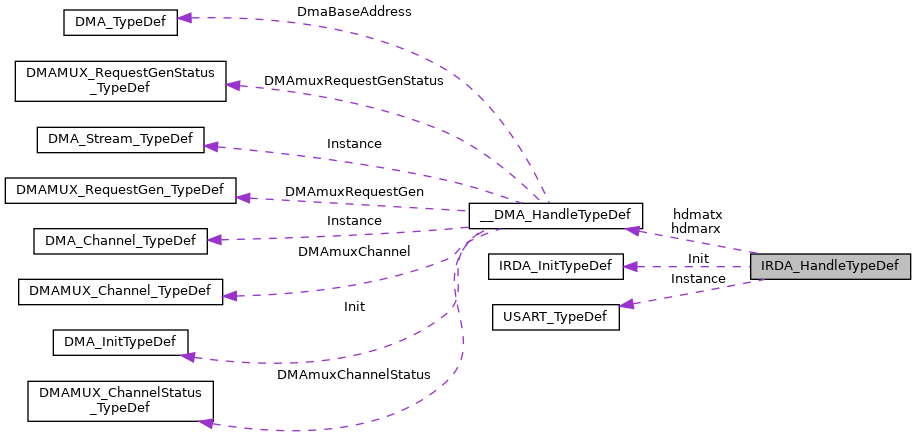 DmaBaseAddress
DMA_TypeDef
DMAMUX_RequestGenStatus
_TypeDef
DMAmuxRequestGenStatus
DMA_Stream_TypeDef
Instance
DMAMUX_RequestGen_TypeDef
DMAmuxRequestGen
__DMA_HandleTypeDef
hdmatx
hdmarx
DMA_Channel_TypeDef
Instance
DMAmuxChannel
IRDA_InitTypeDef
Init
IRDA_HandleTypeDef
Instance
DMAMUX_Channel_TypeDef
Init
USART_TypeDef
DMA_InitTypeDef
DMAmuxChannelStatus
DMAMUX_ChannelStatus
_TypeDef